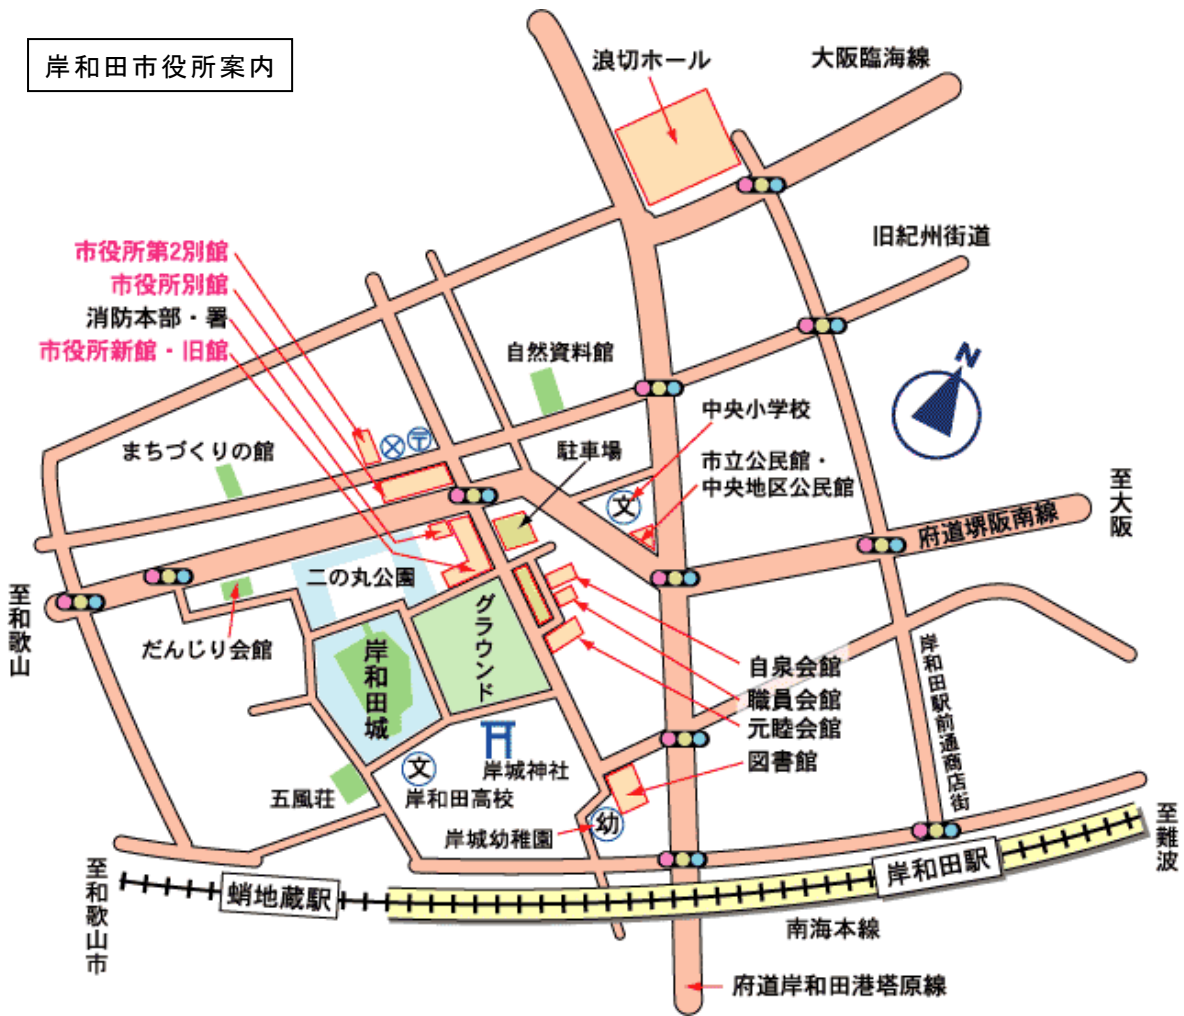 岸和田市役所案内
浪切ホール
大阪臨海線
旧紀州街道
市役所第2別館
市役所別館
消防本部・署
市役所新館・旧館
自然資料館
N
中央小学校
まちづくりの館
〒
駐車場
市立公民館・
中央地区公民館
文
至大阪
府道堺阪南線
二の丸公園
至和歌山
グラウンド
だんじり会館
岸和田城
自泉会館
職員会館
元睦会館
図書館
岸和田駅前通商店街
岸城神社
文
五風荘
岸和田高校
岸城幼稚園
幼
至難波
至和歌山市
蛸地蔵駅
岸和田駅
南海本線
府道岸和田港塔原線